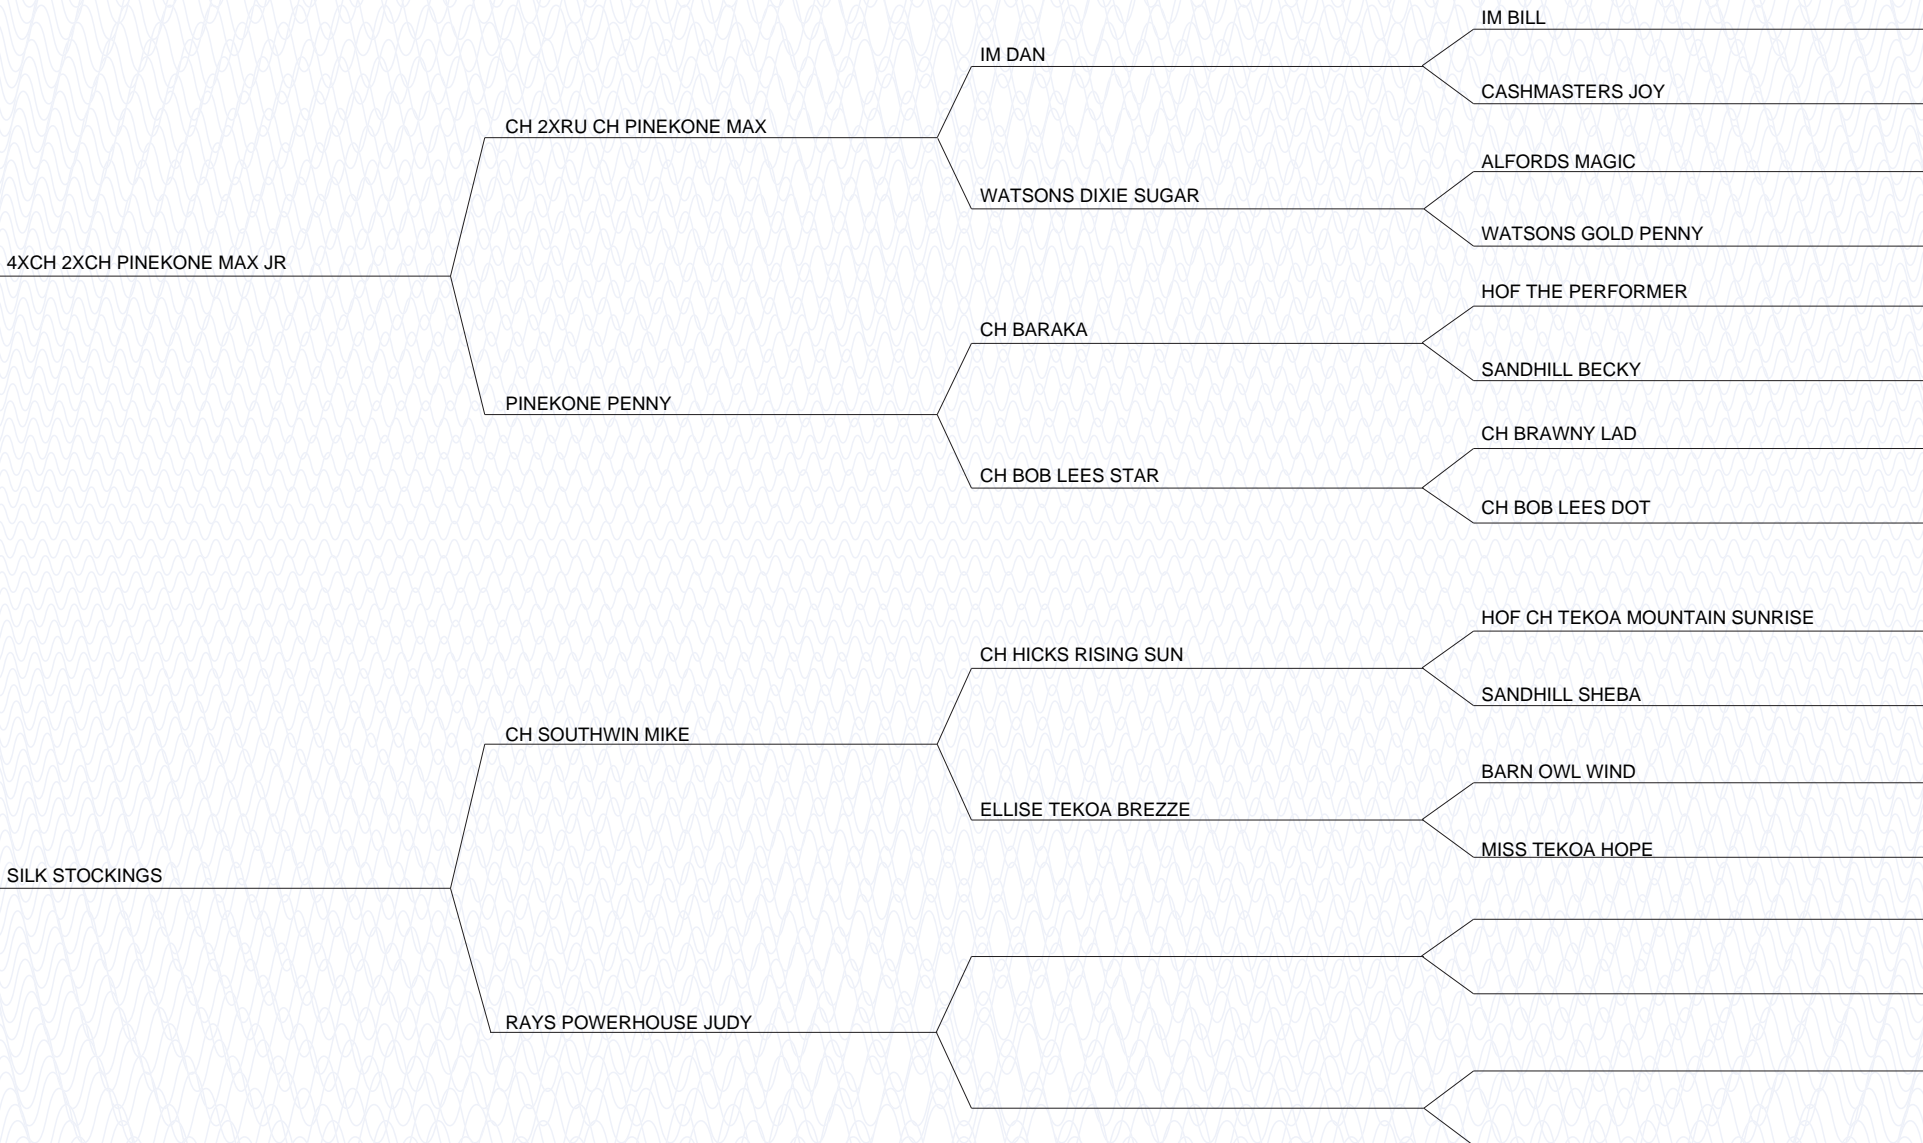 IM BILL
IM DAN
CASHMASTERS JOY
CH 2XRU CH PINEKONE MAX
ALFORDS MAGIC
WATSONS DIXIE SUGAR
WATSONS GOLD PENNY
4XCH 2XCH PINEKONE MAX JR
HOF THE PERFORMER
CH BARAKA
SANDHILL BECKY
PINEKONE PENNY
CH BRAWNY LAD
CH BOB LEES STAR
CH BOB LEES DOT
HOF CH TEKOA MOUNTAIN SUNRISE
CH HICKS RISING SUN
SANDHILL SHEBA
CH SOUTHWIN MIKE
BARN OWL WIND
ELLISE TEKOA BREZZE
MISS TEKOA HOPE
SILK STOCKINGS
RAYS POWERHOUSE JUDY